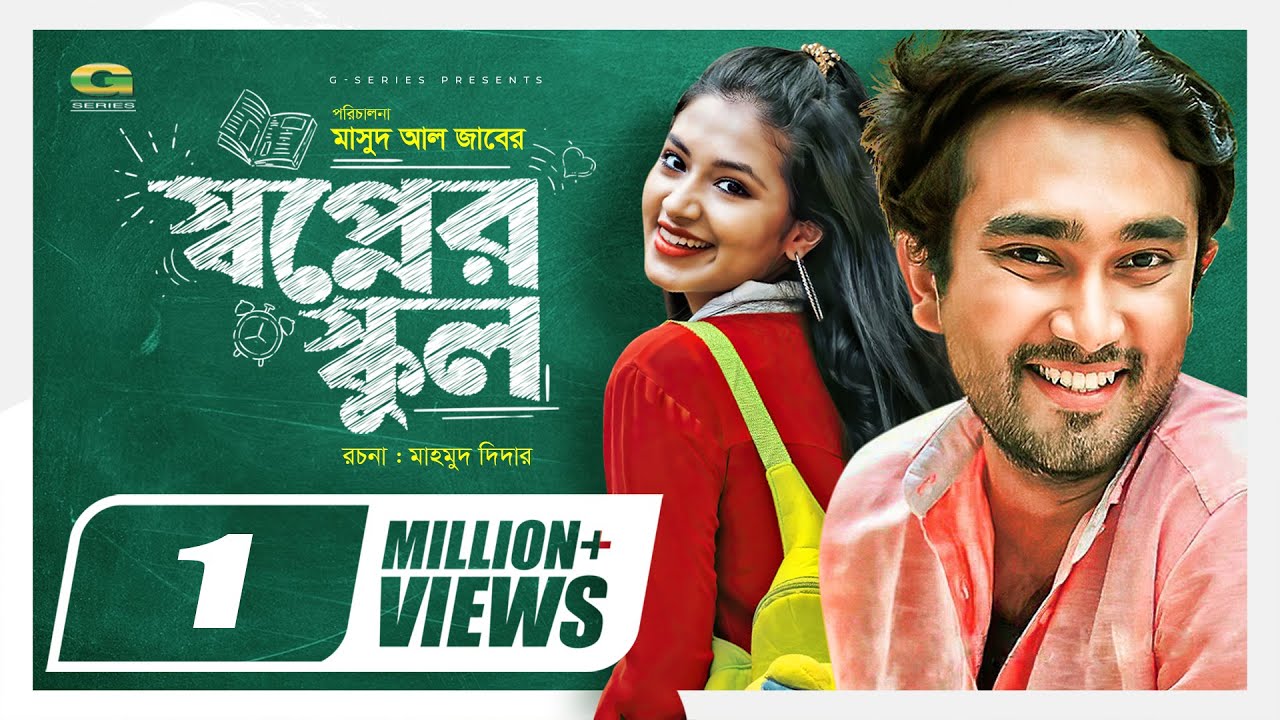 G
SERIES
G-SERIES PRESENTS
পরিচালনা
মাসুদ আল জাবের
স্বপ্নের
স্কুল
রচনা : মাহমুদ দিদার
1
MILLION+
VIEWS